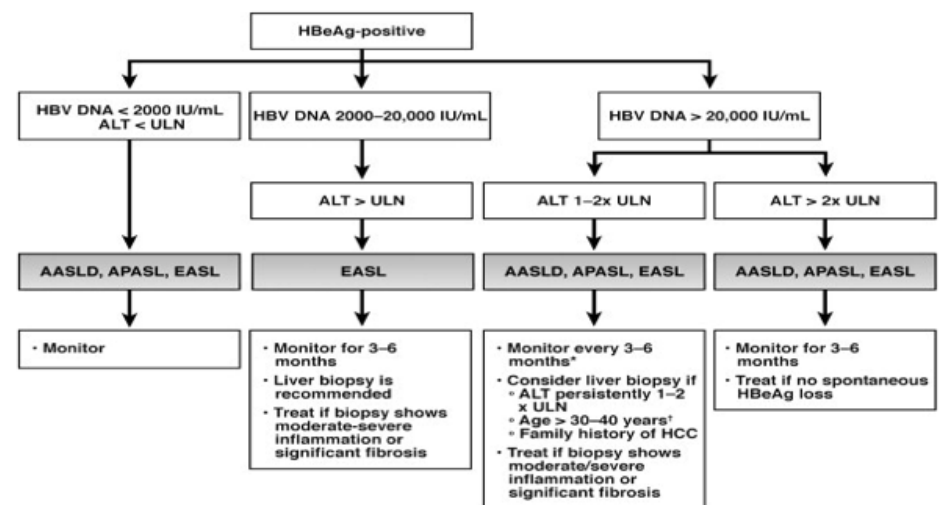 HBeAg-positive
HBV DNA < 2000 IU/mL
ALT < ULN
HBV DNA 2000–20,000 IU/mL
HBV DNA > 20,000 IU/mL
ALT > ULN
ALT 1–2x ULN
ALT > 2x ULN
AASLD, APASL, EASL
EASL
AASLD, APASL, EASL
AASLD, APASL, EASL
• Monitor
• Monitor for 3–6
months
• Liver biopsy is
recommended
• Treat if biopsy shows
moderate-severe
inflammation or
significant fibrosis
• Monitor every 3–6
months*
• Consider liver biopsy if
◦ ALT persistently 1–2
x ULN
◦ Age > 30–40 years†
◦ Family history of HCC
• Treat if biopsy shows
moderate/severe
inflammation or
significant fibrosis
• Monitor for 3–6
months
• Treat if no spontaneous
HBeAg loss